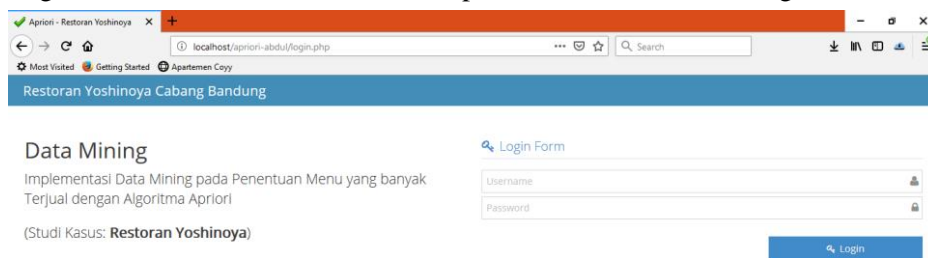 Apriori - Restoran Yoshinoya
localhost/apriori-abdul/login.php
Search
Most Visited Getting Started Apartemen Coyy
Restoran Yoshinoya Cabang Bandung
Data Mining
Implementasi Data Mining pada Penentuan Menu yang banyak
Terjual dengan Algoritma Apriori
(Studi Kasus: Restoran Yoshinoya)
Login Form
Username
Password
Login